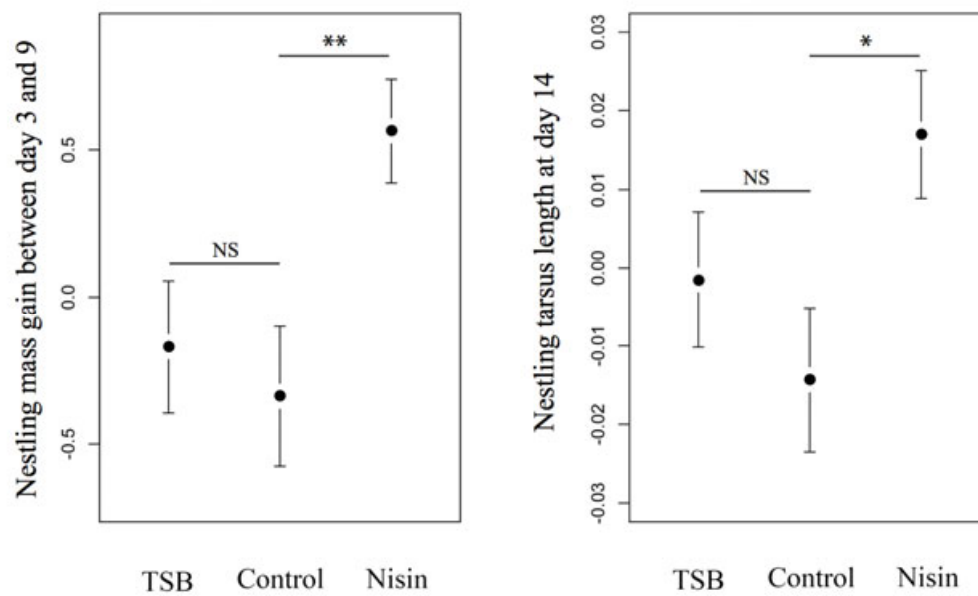 Nestling mass gain between day 3 and 9
0.5
0.0
-0.5
**
NS
TSB Control Nisin
Nestling tarsus length at day 14
0.03
0.02
0.01
0.00
-0.01
-0.02
-0.03
*
NS
TSB Control Nisin